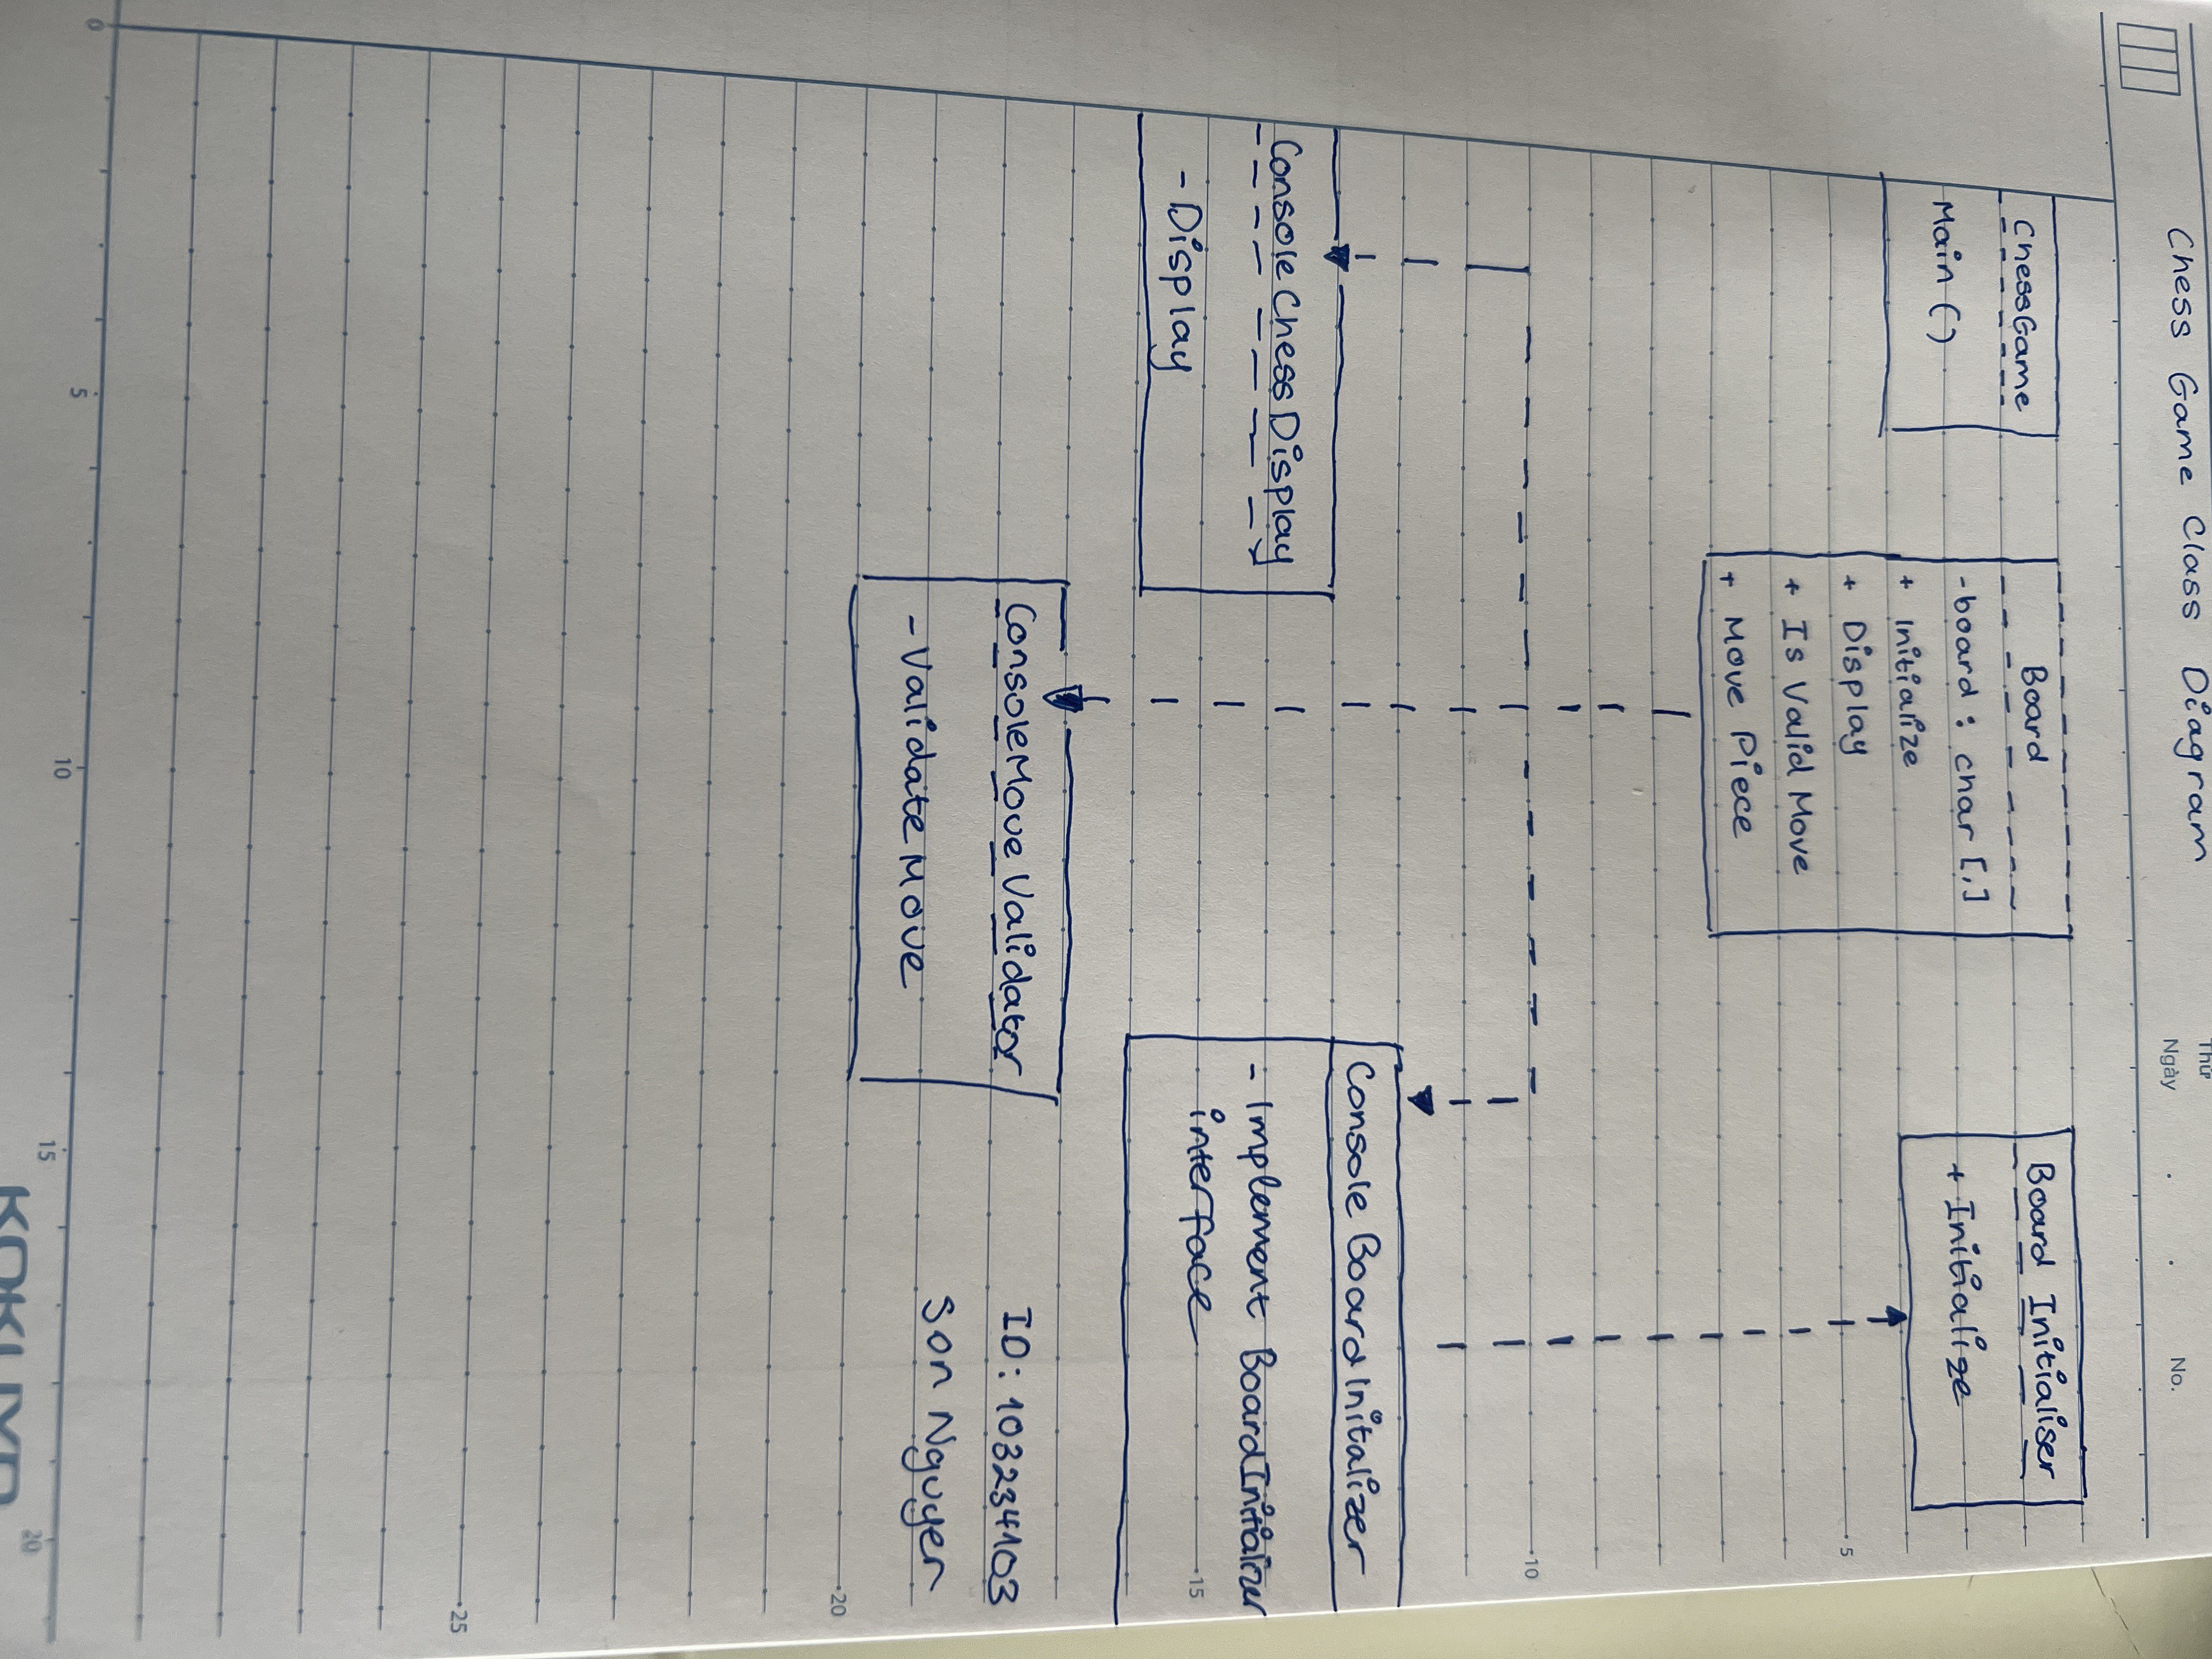 Chess Game Class Diagram
Thứ
Ngày . . No.
ChessGame
Main ()
Board
-board : char [,]
+ Initialize
+ Display
+ Is Valid Move
+ Move Piece
Board Initialiser
+ Initialize
5
10
Console Chess Display
- Display
Console Board Initalizer
- Implement BoardInitializer
interface
15
ConsoleMove Validator
- Validate Move
ID: 103234103
Son Nguyen
20
25
0 5 10 15 20
KOKUYO